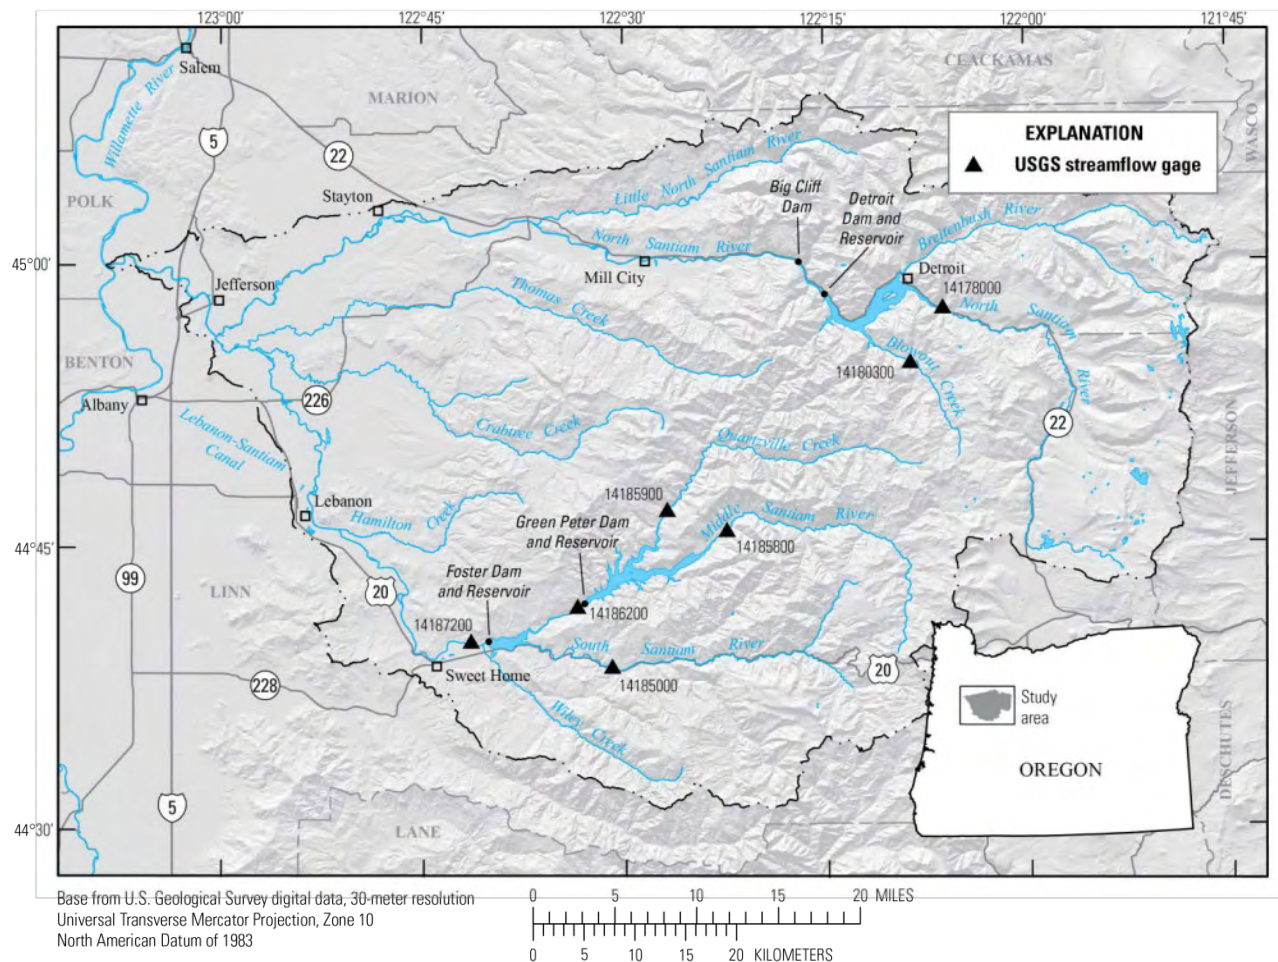 123°00'
122°45'
122°30'
122°15'
122°00'
121°45'
Salem
Willamette River
MARION
CLACKAMAS
WASCO
EXPLANATION
USGS streamflow gage
5
22
POLK
Stayton
Little North Santiam River
Big Cliff
Dam
Detroit
Dam and
Reservoir
Breitenbush River
North Santiam River
45°00'
Mill City
Detroit
14178000
Jefferson
Thomas Creek
North Santiam River
BENTON
Blowout Creek
14180300
Albany
226
22
Lebanon-Santiam
Canal
Crabtree Creek
Quartzville Creek
JEFFERSON
14185900
Lebanon
Hamilton Creek
Green Peter Dam
and Reservoir
Middle Santiam River
14185800
44°45'
99
LINN
20
Foster Dam
and Reservoir
14186200
14187200
South Santiam River
20
Sweet Home
14185000
228
Wiley Creek
Study
area
OREGON
DESCHUTES
5
LANE
44°30'
Base from U.S. Geological Survey digital data, 30-meter resolution
Universal Transverse Mercator Projection, Zone 10
North American Datum of 1983
0 5 10 15 20 MILES
0 5 10 15 20 KILOMETERS